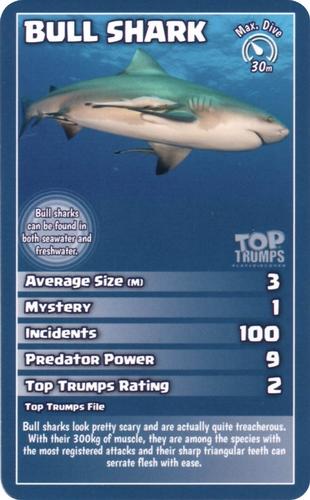 BULL SHARK
Max. Dive
30m
Bull sharks
can be found in
both seawater and
freshwater.
TOP
TRUMPS
Average Size (M) 3
Mystery 1
Incidents 100
Predator Power 9
Top Trumps Rating 2
Top Trumps File
Bull sharks look pretty scary and are actually quite treacherous.
With their 300kg of muscle, they are among the species with
the most registered attacks and their sharp triangular teeth can
serrate flesh with ease.